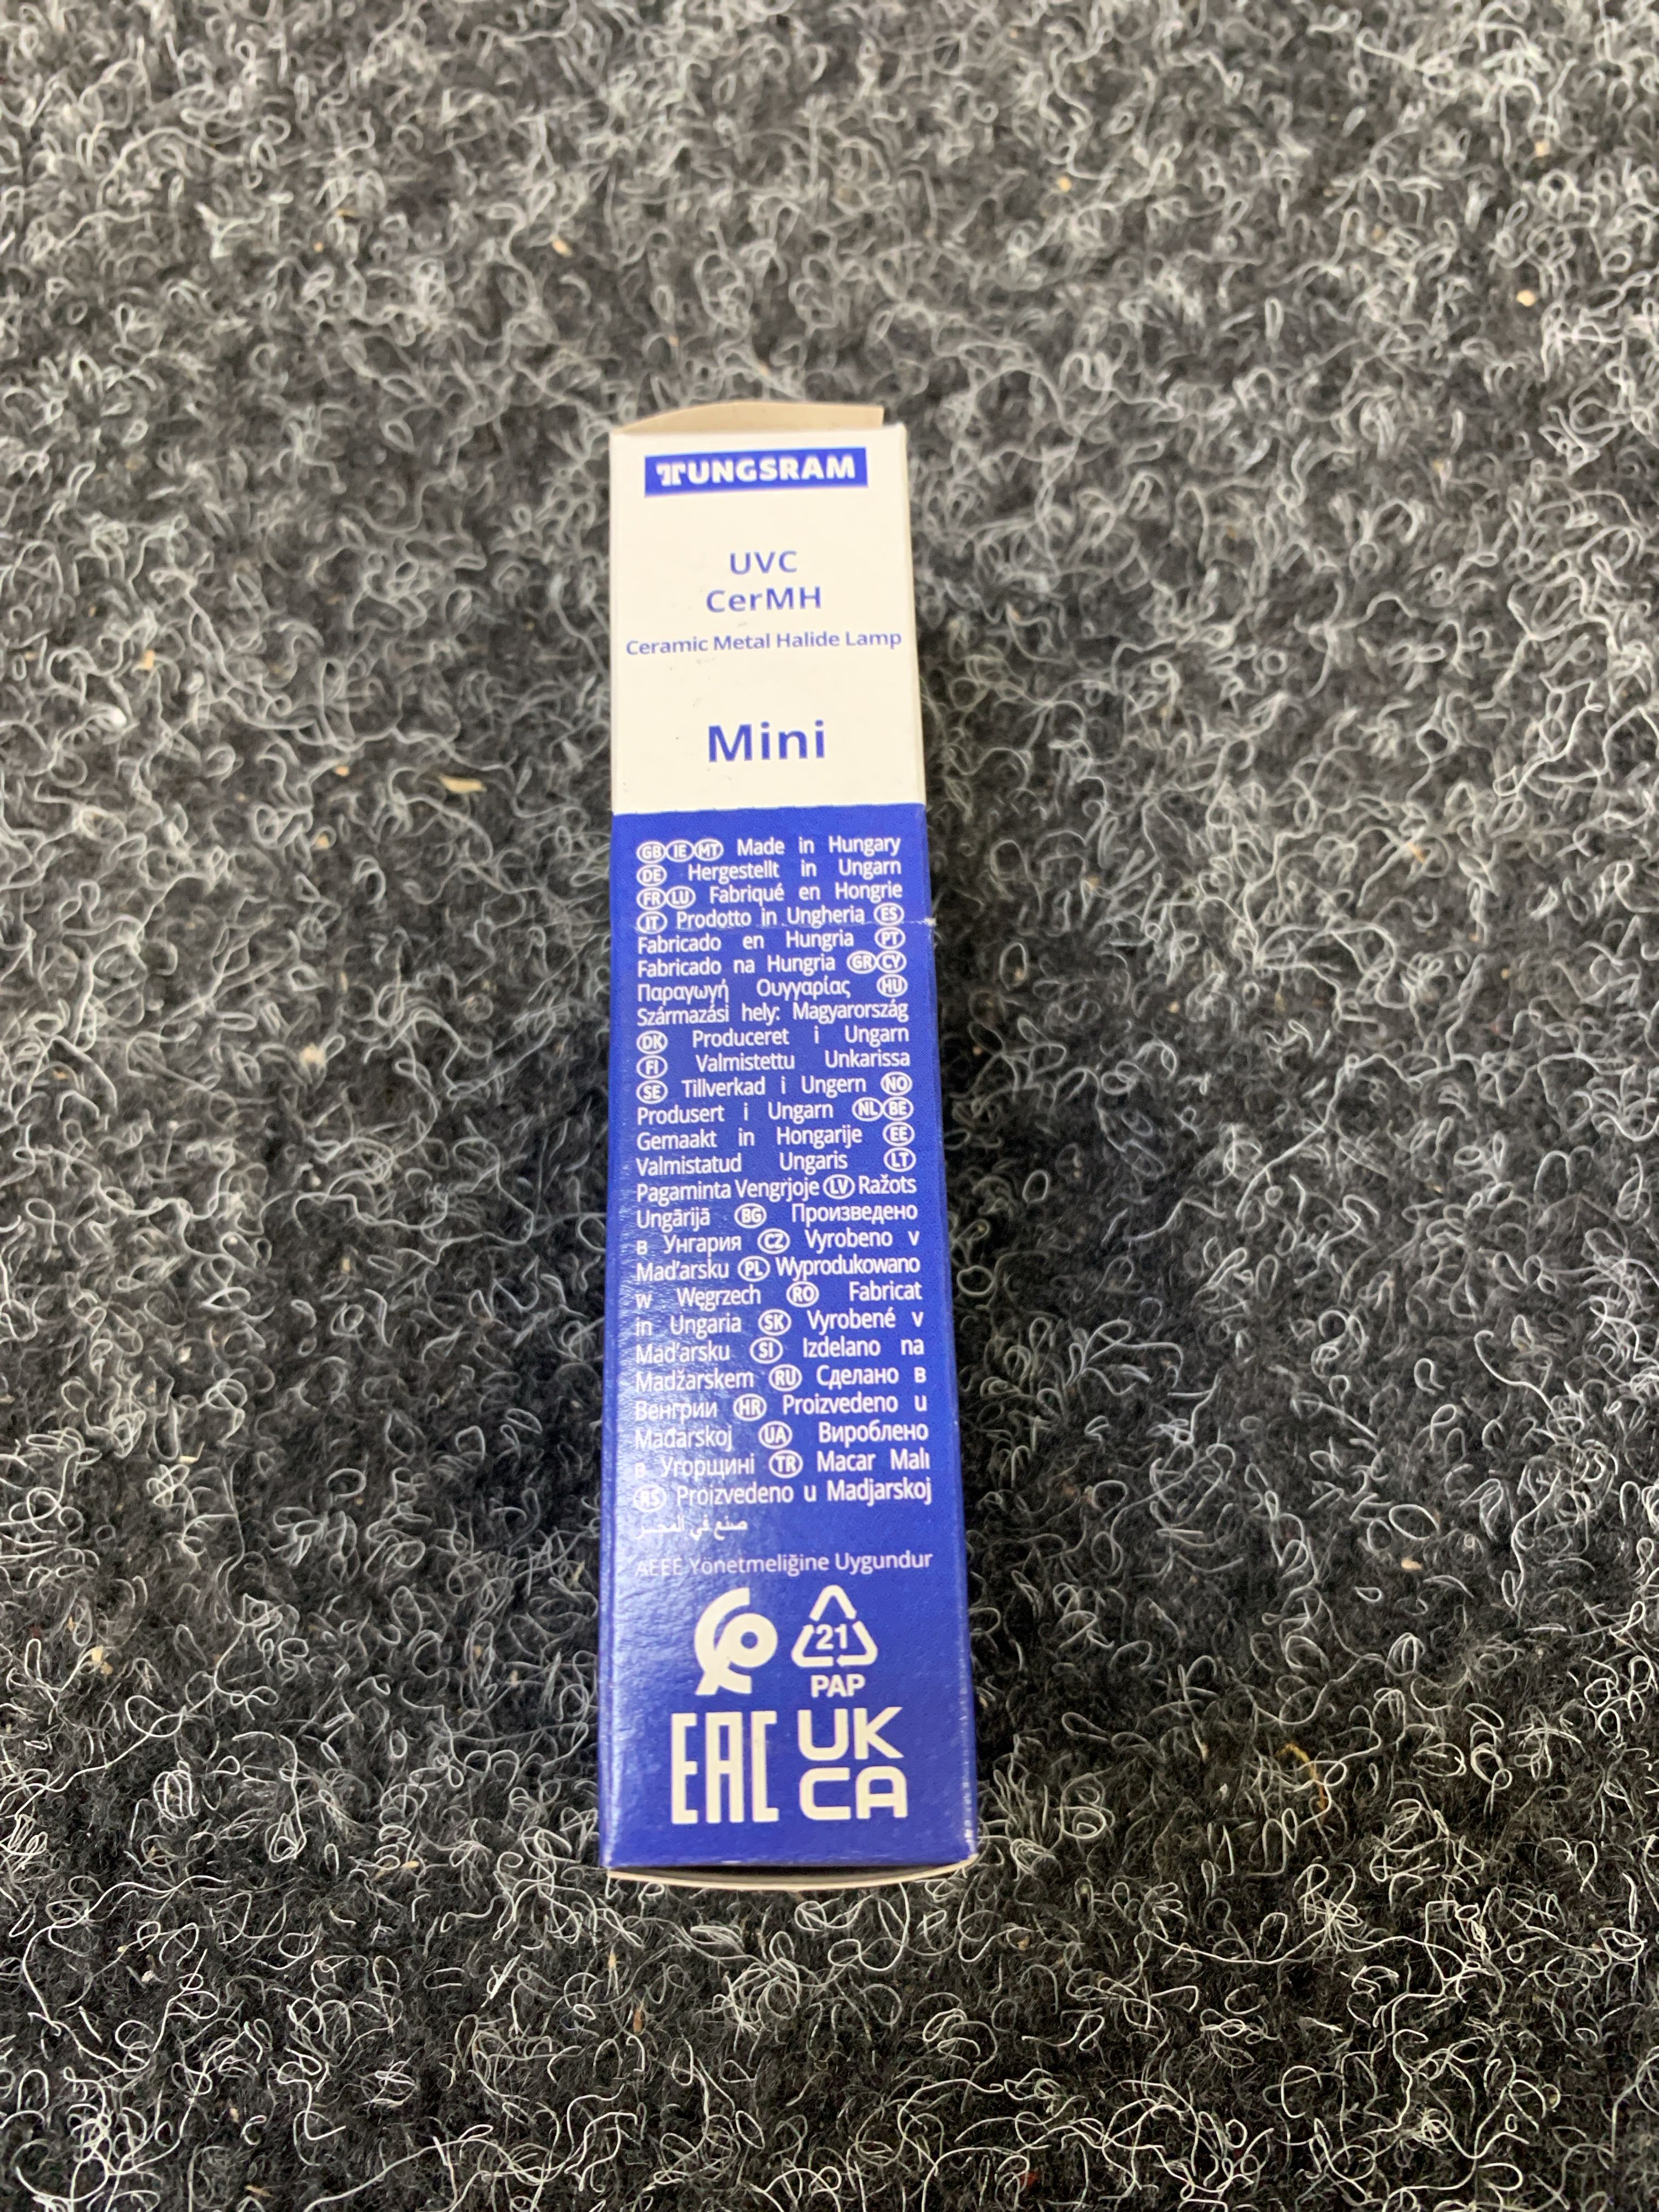 TUNGSRAM
UVC
CerMH
Ceramic Metal Halide Lamp
Mini
GB IE MT Made in Hungary
DE Hergestellt in Ungarn
FR LU Fabriqué en Hongrie
IT Prodotto in Ungheria ES
Fabricado en Hungria PT
Fabricado na Hungria GR CY
Παραγωγή Ουγγαρίας HU
Származási hely: Magyarország
DK Produceret i Ungarn
FI Valmistettu Unkarissa
SE Tillverkad i Ungern NO
Produsert i Ungarn NL BE
Gemaakt in Hongarije EE
Valmistatud Ungaris LT
Pagaminta Vengrjoje LV Ražots
Ungārijā BG Произведено
в Унгария CZ Vyrobeno v
Maďarsku PL Wyprodukowano
w Węgrzech RO Fabricat
in Ungaria SK Vyrobené v
Maďarsku SI Izdelano na
Madžarskem RU Сделано в
Венгрии HR Proizvedeno u
Mađarskoj UA Вироблено
в Угорщині TR Macar Malı
RS Proizvedeno u Madjarskoj
صنع في المجر
AEEE Yönetmeliğine Uygundur
21
PAP
EAC UK
CA